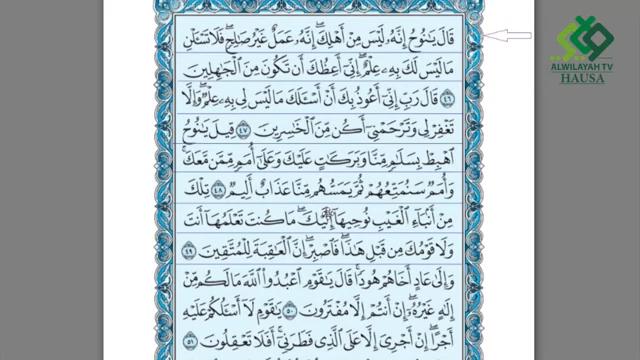 قَالَ يَٰنُوحُ إِنَّهُۥ لَيْسَ مِنْ أَهْلِكَ ۖ إِنَّهُۥ عَمَلٌ غَيْرُ صَٰلِحٍ ۖ فَلَا تَسْـَٔلْنِ
مَا لَيْسَ لَكَ بِهِۦ عِلْمٌ ۖ إِنِّىٓ أَعِظُكَ أَن تَكُونَ مِنَ ٱلْجَٰهِلِينَ
٤٦ قَالَ رَبِّ إِنِّىٓ أَعُوذُ بِكَ أَنْ أَسْـَٔلَكَ مَا لَيْسَ لِى بِهِۦ عِلْمٌ ۖ وَإِلَّا
تَغْفِرْ لِى وَتَرْحَمْنِىٓ أَكُن مِّنَ ٱلْخَٰسِرِينَ ٤٧ قِيلَ يَٰنُوحُ
ٱهْبِطْ بِسَلَٰمٍ مِّنَّا وَبَرَكَٰتٍ عَلَيْكَ وَعَلَىٰٓ أُمَمٍ مِّمَّن مَّعَكَ ۚ
وَأُمَمٌ سَنُمَتِّعُهُمْ ثُمَّ يَمَسُّهُم مِّنَّا عَذَابٌ أَلِيمٌ ٤٨ تِلْكَ
مِنْ أَنۢبَآءِ ٱلْغَيْبِ نُوحِيهَآ إِلَيْكَ ۖ مَا كُنتَ تَعْلَمُهَآ أَنتَ
وَلَا قَوْمُكَ مِن قَبْلِ هَٰذَا ۖ فَٱصْبِرْ ۖ إِنَّ ٱلْعَٰقِبَةَ لِلْمُتَّقِينَ ٤٩
وَإِلَىٰ عَادٍ أَخَاهُمْ هُودًا ۚ قَالَ يَٰقَوْمِ ٱعْبُدُوا۟ ٱللَّهَ مَا لَكُم مِّنْ
إِلَٰهٍ غَيْرُهُۥٓ ۖ إِنْ أَنتُمْ إِلَّا مُفْتَرُونَ ٥٠ يَٰقَوْمِ لَآ أَسْـَٔلُكُمْ عَلَيْهِ
أَجْرًا ۖ إِنْ أَجْرِىَ إِلَّا عَلَى ٱلَّذِى فَطَرَنِىٓ ۚ أَفَلَا تَعْقِلُونَ ٥١
ALWILAYAH TV
HAUSA